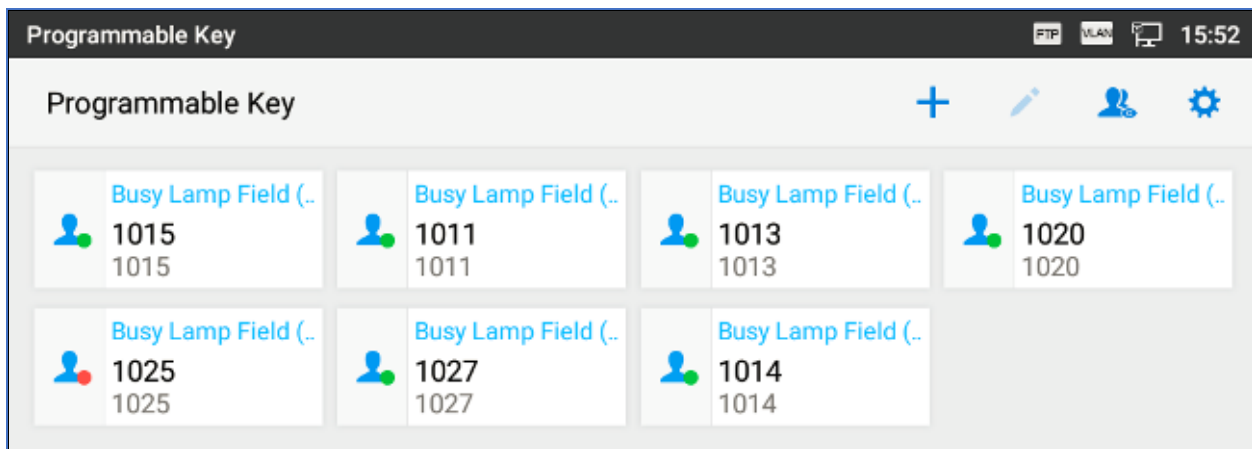 Programmable Key
FTP VLAN 15:52
Programmable Key
Busy Lamp Field (..
1015
1015
Busy Lamp Field (..
1011
1011
Busy Lamp Field (..
1013
1013
Busy Lamp Field (..
1020
1020
Busy Lamp Field (..
1025
1025
Busy Lamp Field (..
1027
1027
Busy Lamp Field (..
1014
1014